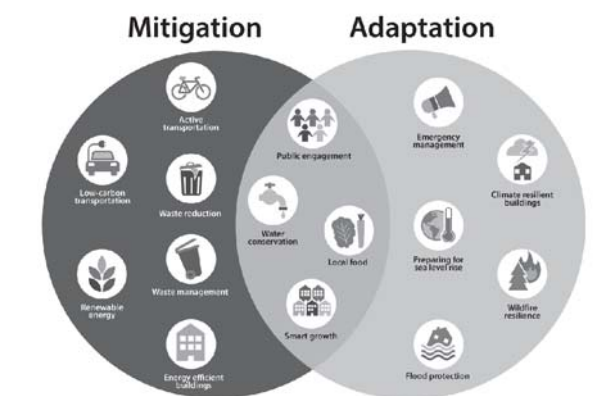 Mitigation
Adaptation
Active
transportation
Low-carbon
transportation
Waste reduction
Renewable
energy
Waste management
Energy efficient
buildings
Public engagement
Water
conservation
Local food
Smart growth
Emergency
management
Climate resilient
buildings
Preparing for
sea level rise
Wildfire
resilience
Flood protection